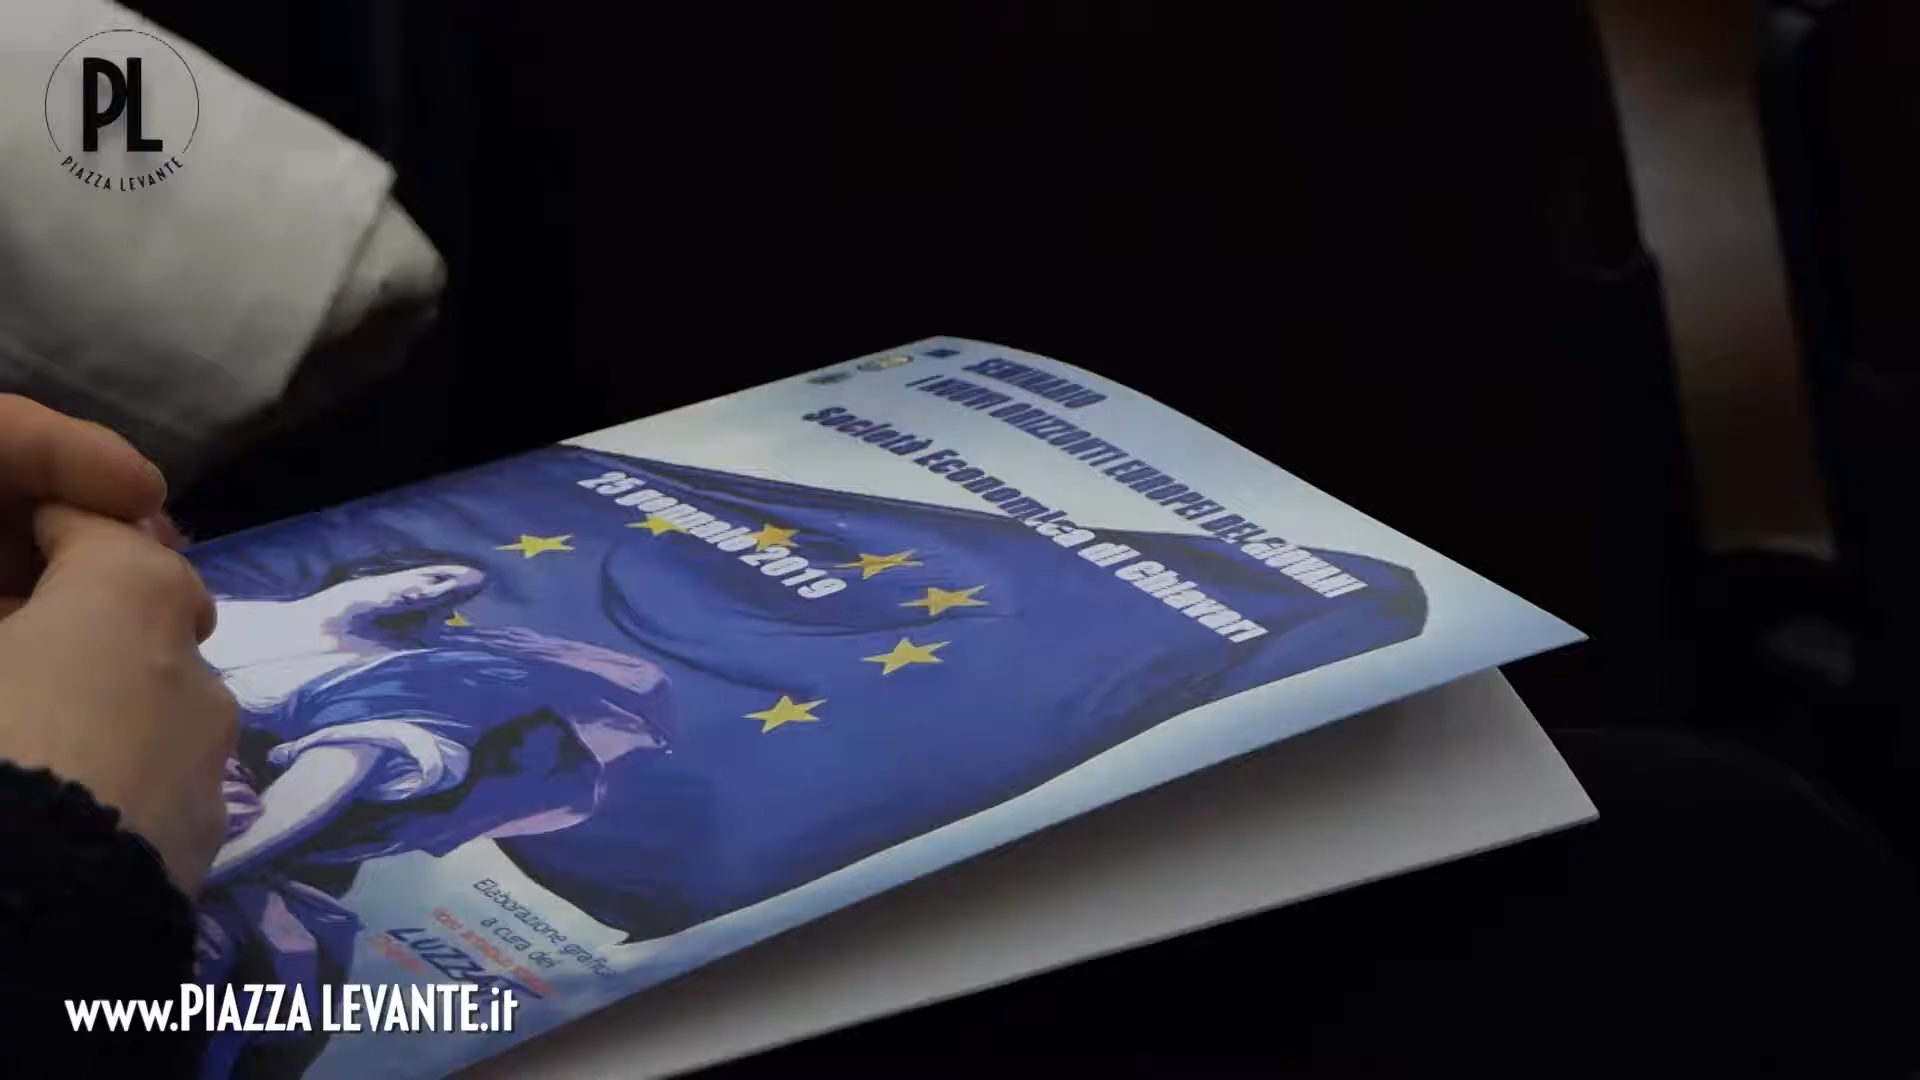 PL
PIAZZA LEVANTE
SEMINARIO
I NUOVI ORIZZONTI EUROPEI DEI GIOVANI
Società Economica di Chiavari
25 gennaio 2019
Elaborazione grafica
a cura del
LUZZATI
www.PIAZZA LEVANTE.it